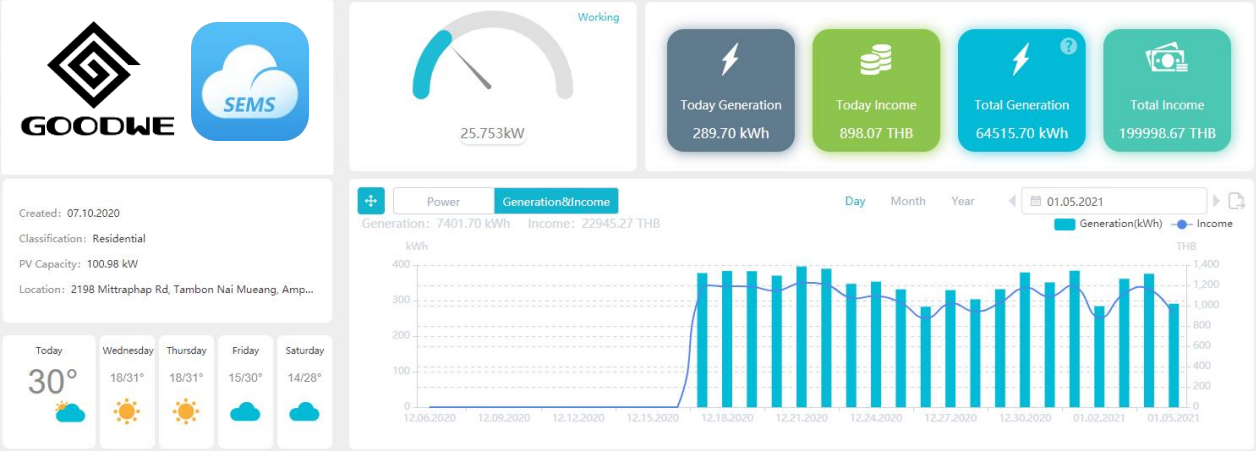 GOODWE
SEMS
Working
25.753kW
Today Generation
289.70 kWh
Today Income
898.07 THB
?
Total Generation
64515.70 kWh
Total Income
199998.67 THB
Created: 07.10.2020
Classification: Residential
PV Capacity: 100.98 kW
Location: 2198 Mittraphap Rd, Tambon Nai Mueang, Amp...
Today
30°
Wednesday
18/31°
Thursday
18/31°
Friday
15/30°
Saturday
14/28°
Power
Generation&Income
Day
Month
Year
01.05.2021
Generation: 7401.70 kWh Income: 22945.27 THB
Generation(kWh)
Income
kWh
THB
400
300
200
100
0
1,400
1,200
1,000
800
600
400
200
0
12.06.2020
12.09.2020
12.12.2020
12.15.2020
12.18.2020
12.21.2020
12.24.2020
12.27.2020
12.30.2020
01.02.2021
01.05.2021